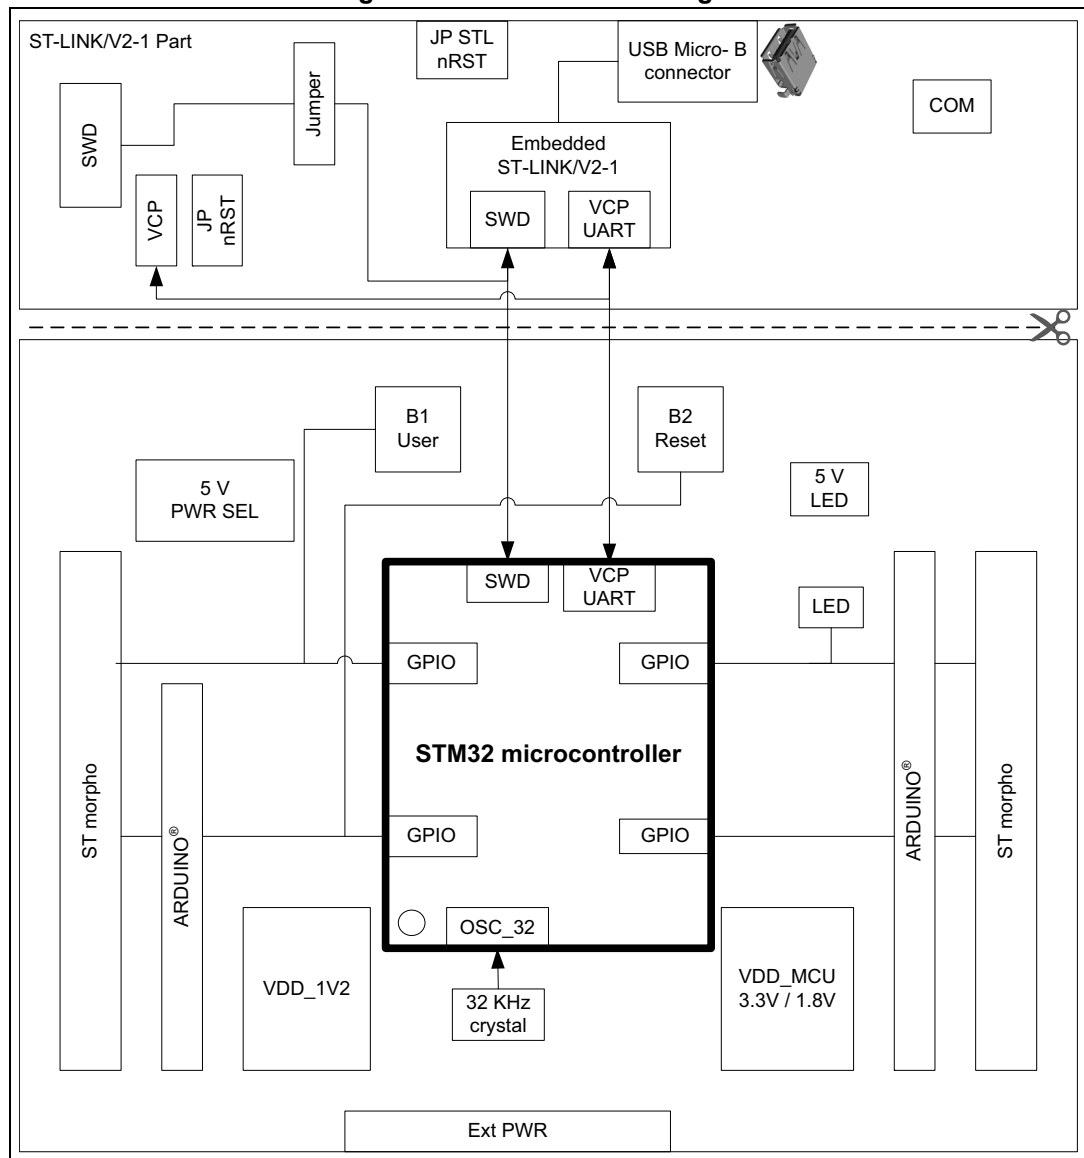 ST-LINK/V2-1 Part
JP STL
nRST
USB Micro- B
connector
COM
SWD
Jumper
Embedded
ST-LINK/V2-1
VCP
JP
nRST
SWD
VCP
UART
B1
User
B2
Reset
5 V
PWR SEL
5 V
LED
SWD
VCP
UART
LED
GPIO
GPIO
STM32 microcontroller
ST morpho
ARDUINO®
ARDUINO®
ST morpho
GPIO
GPIO
OSC_32
VDD_1V2
32 KHz
crystal
VDD_MCU
3.3V / 1.8V
Ext PWR